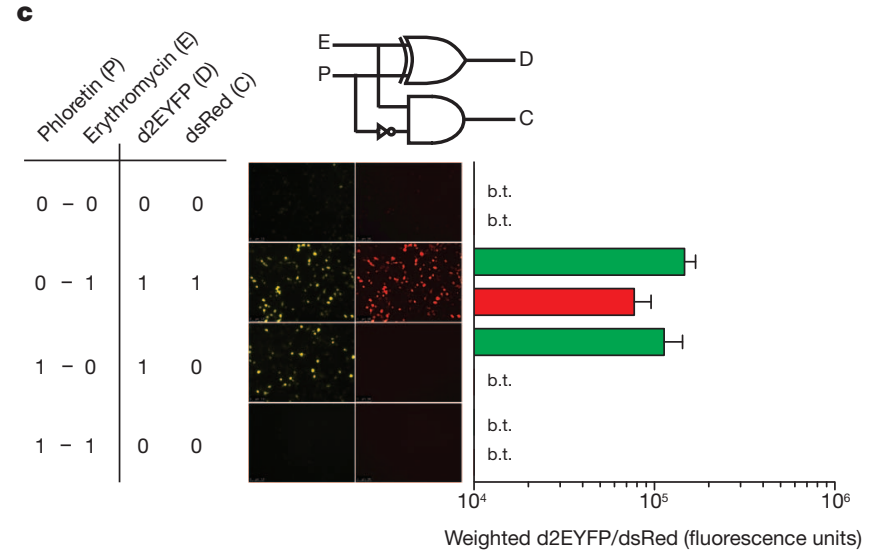 c
Phloretin (P)
Erythromycin (E)
d2EYFP (D)
dsRed (C)
E
P
D
C
0 – 0 0 0
b.t.
b.t.
0 – 1 1 1
1 – 0 1 0
b.t.
1 – 1 0 0
b.t.
b.t.
10⁴ 10⁵ 10⁶
Weighted d2EYFP/dsRed (fluorescence units)